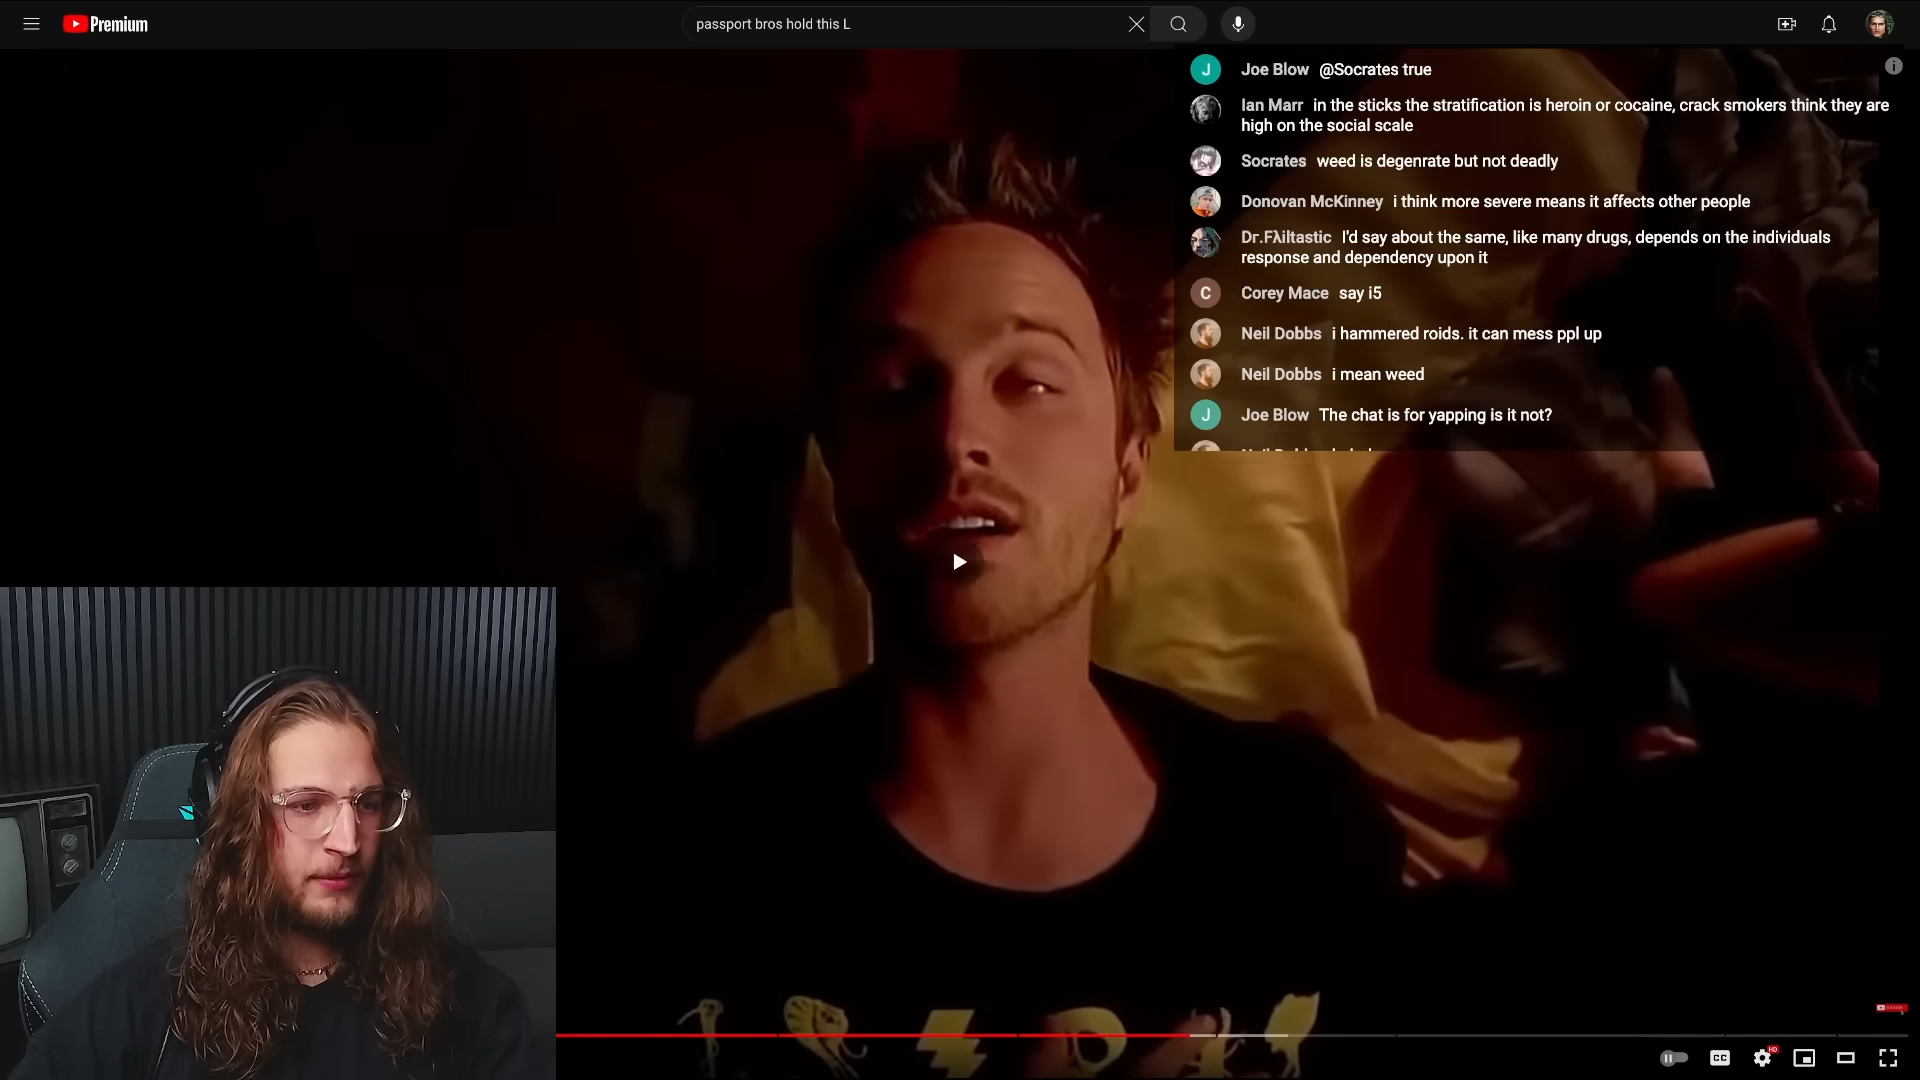 Premium
passport bros hold this L
Joe Blow @Socrates true
Ian Marr in the sticks the stratification is heroin or cocaine, crack smokers think they are
high on the social scale
Socrates weed is degenrate but not deadly
Donovan McKinney i think more severe means it affects other people
Dr.Fλiltastic I'd say about the same, like many drugs, depends on the individuals
response and dependency upon it
C
Corey Mace say i5
Neil Dobbs i hammered roids. it can mess ppl up
Neil Dobbs i mean weed
J
Joe Blow The chat is for yapping is it not?
CC
HD